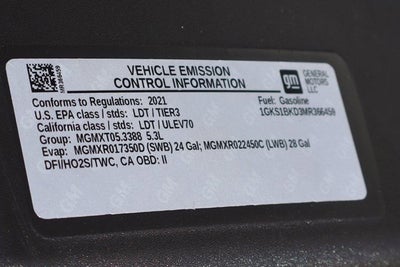 VEHICLE EMISSION
CONTROL INFORMATION
gm GENERAL MOTORS LLC
MR366459
Conforms to Regulations: 2021
Fuel: Gasoline
U.S. EPA class / stds: LDT / TIER3
1GKS1BKD3MR366459
California class / stds: LDT / ULEV70
Group: MGMXT05.3388 5.3L
Evap: MGMXR017350D (SWB) 24 Gal; MGMXR022450C (LWB) 28 Gal
DFI/HO2S/TWC, CA OBD: II